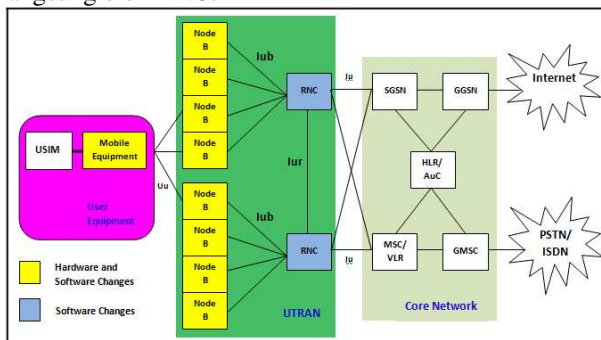 Node
B
Node
B
Node
B
Node
B
Iub
RNC
Iu
SGSN
GGSN
Internet
USIM
Mobile
Equipment
Uu
User
Equipment
Iur
HLR/
AuC
Node
B
Node
B
Node
B
Node
B
Iub
RNC
Iu
MSC/
VLR
GMSC
PSTN/
ISDN
UTRAN
Core Network
Hardware and
Software Changes
Software Changes